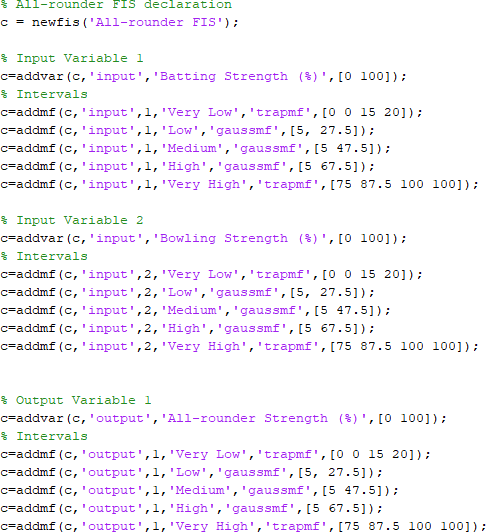 % All-rounder FIS declaration
c = newfis('All-rounder FIS');
% Input Variable 1
c=addvar(c,'input','Batting Strength (%)',[0 100]);
% Intervals
c=addmf(c,'input',1,'Very Low','trapmf',[0 0 15 20]);
c=addmf(c,'input',1,'Low','gaussmf',[5, 27.5]);
c=addmf(c,'input',1,'Medium','gaussmf',[5 47.5]);
c=addmf(c,'input',1,'High','gaussmf',[5 67.5]);
c=addmf(c,'input',1,'Very High','trapmf',[75 87.5 100 100]);
% Input Variable 2
c=addvar(c,'input','Bowling Strength (%)',[0 100]);
% Intervals
c=addmf(c,'input',2,'Very Low','trapmf',[0 0 15 20]);
c=addmf(c,'input',2,'Low','gaussmf',[5, 27.5]);
c=addmf(c,'input',2,'Medium','gaussmf',[5 47.5]);
c=addmf(c,'input',2,'High','gaussmf',[5 67.5]);
c=addmf(c,'input',2,'Very High','trapmf',[75 87.5 100 100]);
% Output Variable 1
c=addvar(c,'output','All-rounder Strength (%)',[0 100]);
% Intervals
c=addmf(c,'output',1,'Very Low','trapmf',[0 0 15 20]);
c=addmf(c,'output',1,'Low','gaussmf',[5, 27.5]);
c=addmf(c,'output',1,'Medium','gaussmf',[5 47.5]);
c=addmf(c,'output',1,'High','gaussmf',[5 67.5]);
c=addmf(c,'output',1,'Very High','trapmf',[75 87.5 100 100]);